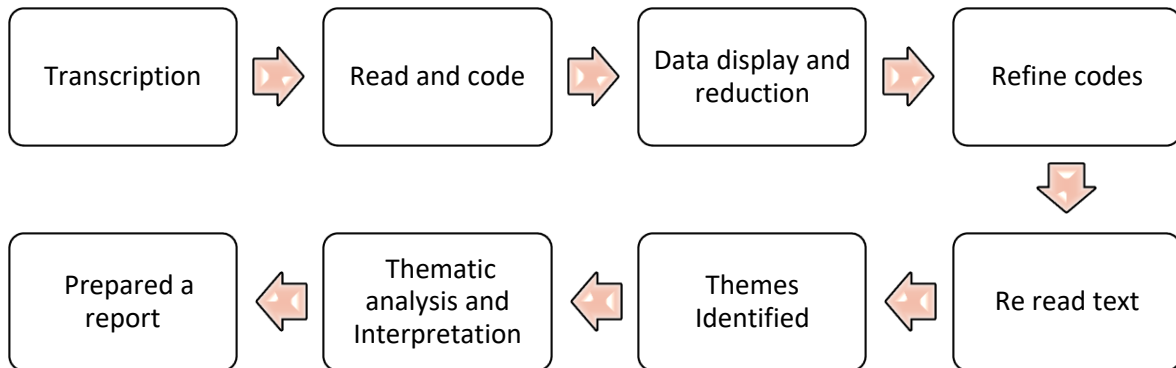 Transcription
Read and code
Data display and
reduction
Refine codes
Re read text
Themes
Identified
Thematic
analysis and
Interpretation
Prepared a
report